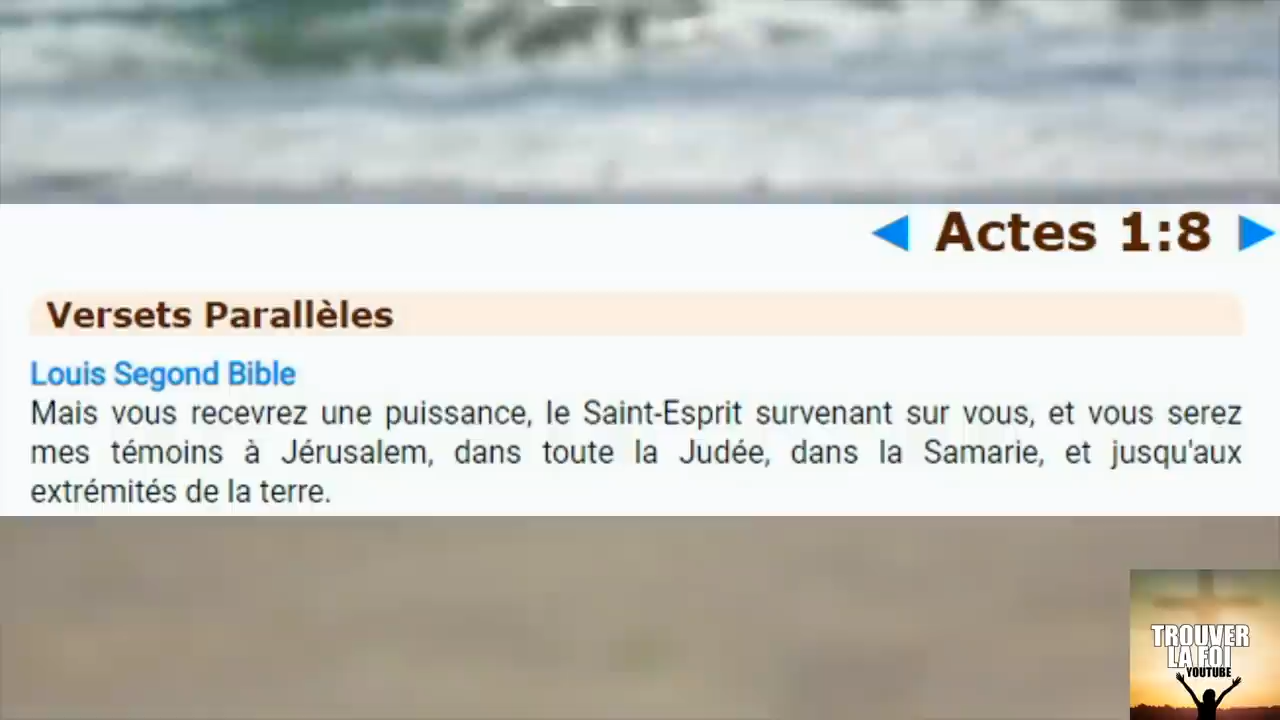 Actes 1:8
Versets Parallèles
Louis Segond Bible
Mais vous recevrez une puissance, le Saint-Esprit survenant sur vous, et vous serez
mes témoins à Jérusalem, dans toute la Judée, dans la Samarie, et jusqu'aux
extrémités de la terre.
TROUVER
LA FOI
YOUTUBE